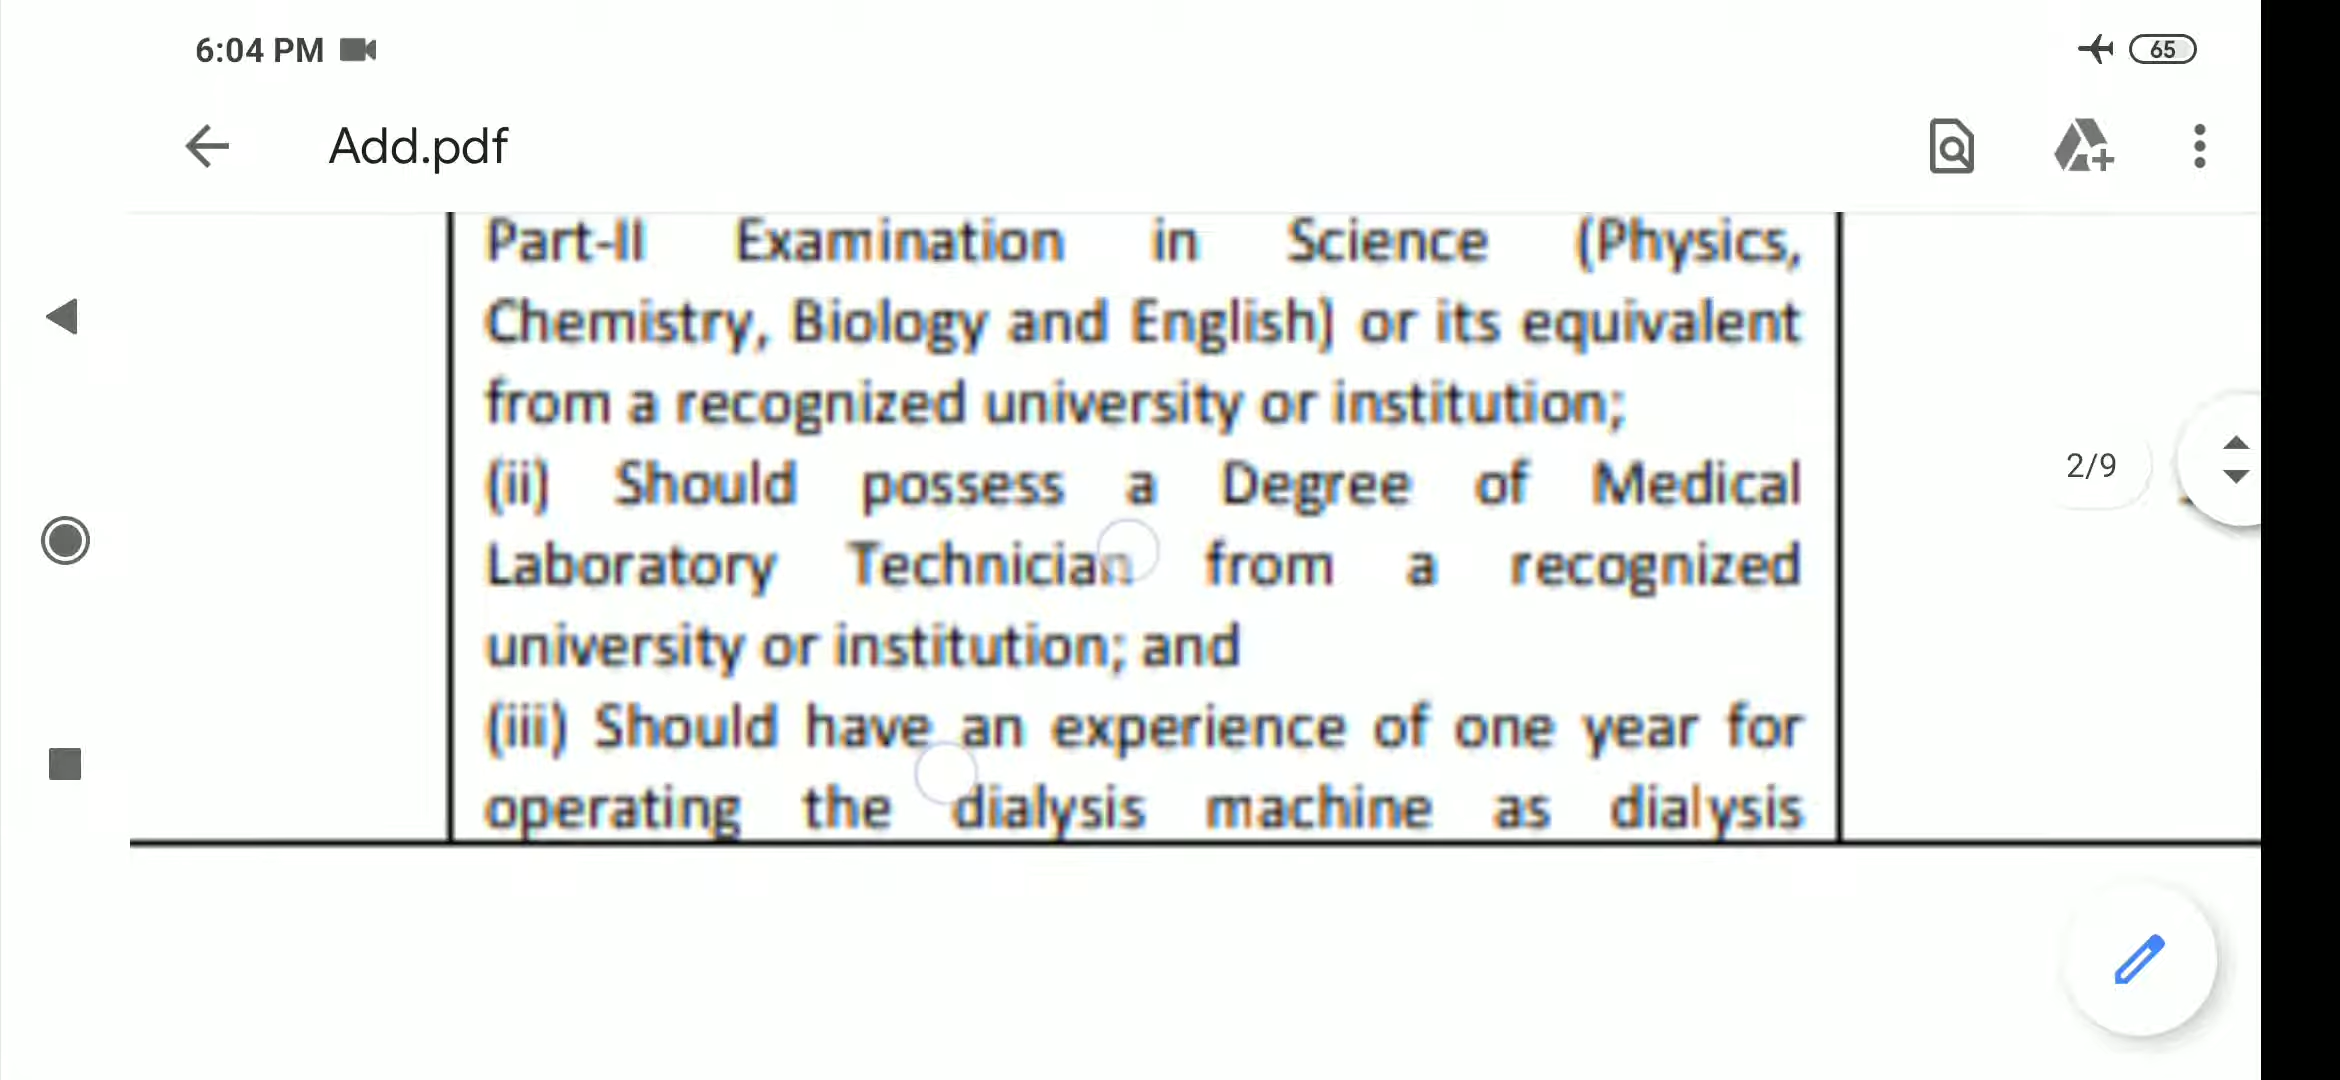 6:04 PM
65
Add.pdf
Part-II Examination in Science (Physics,
Chemistry, Biology and English) or its equivalent
from a recognized university or institution;
(ii) Should possess a Degree of Medical
Laboratory Technician from a recognized
university or institution; and
(iii) Should have an experience of one year for
operating the dialysis machine as dialysis
2/9